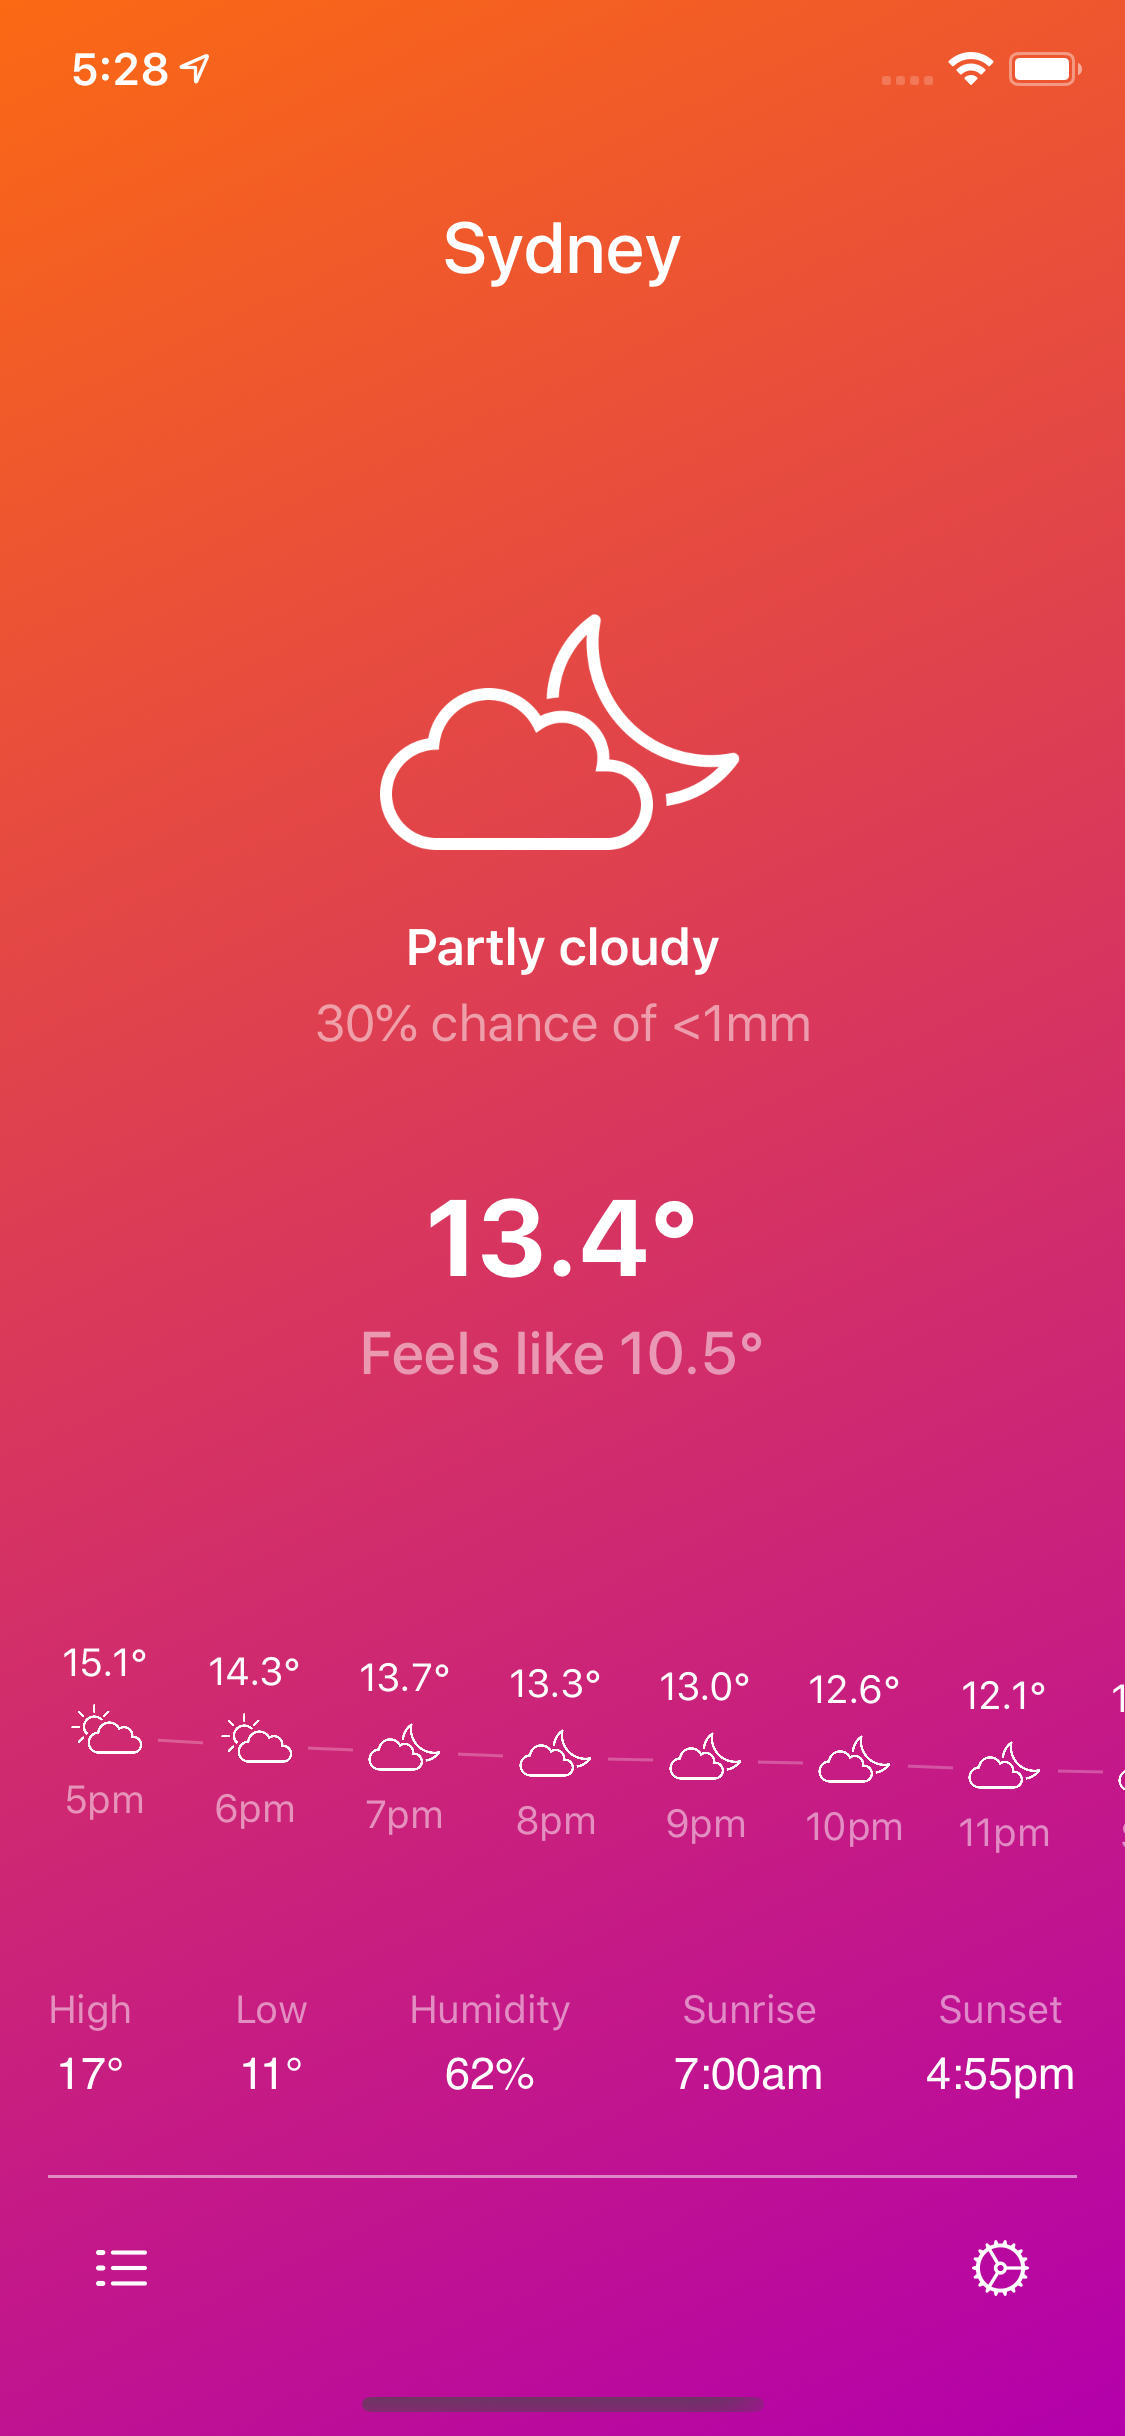 5:28
Sydney
Partly cloudy
30% chance of <1mm
13.4°
Feels like 10.5°
15.1° 14.3° 13.7° 13.3° 13.0° 12.6° 12.1°
5pm 6pm 7pm 8pm 9pm 10pm 11pm
High Low Humidity Sunrise Sunset
17° 11° 62% 7:00am 4:55pm